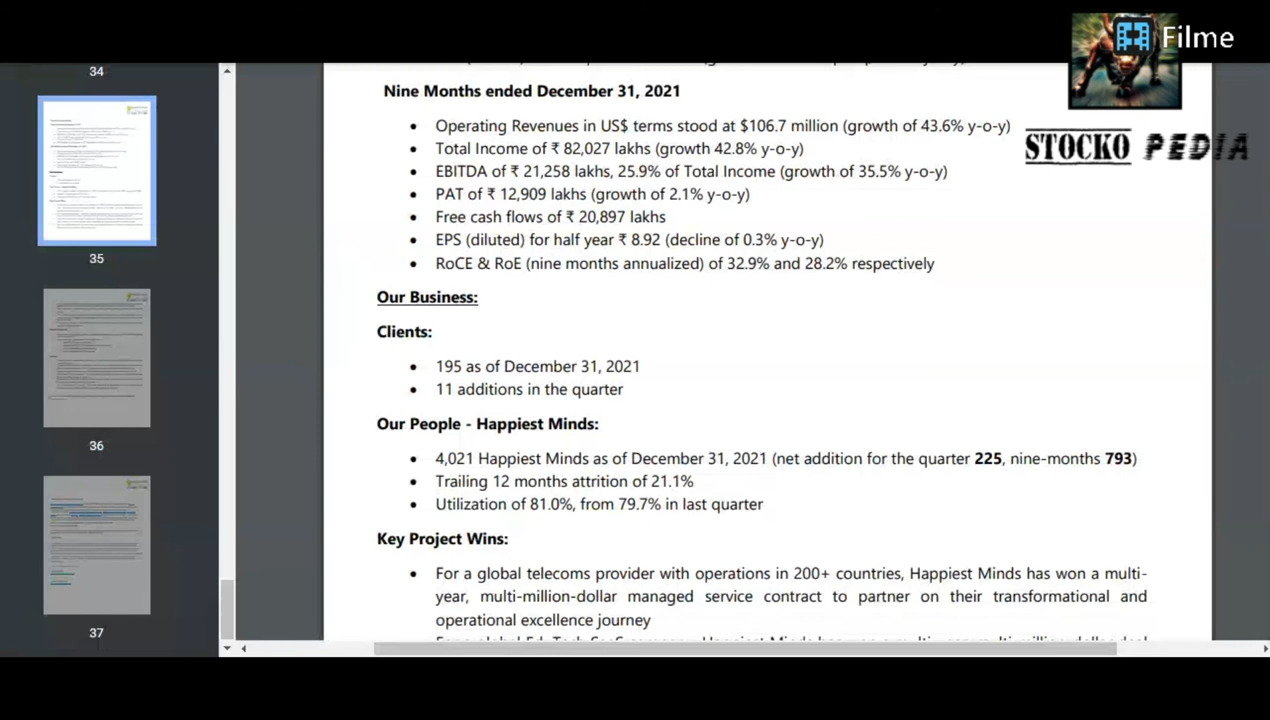 Filme
STOCKO PEDIA
34
35
36
37
Nine Months ended December 31, 2021
• Operating Revenues in US$ terms stood at $106.7 million (growth of 43.6% y-o-y)
• Total Income of ₹ 82,027 lakhs (growth 42.8% y-o-y)
• EBITDA of ₹ 21,258 lakhs, 25.9% of Total Income (growth of 35.5% y-o-y)
• PAT of ₹ 12,909 lakhs (growth of 2.1% y-o-y)
• Free cash flows of ₹ 20,897 lakhs
• EPS (diluted) for half year ₹ 8.92 (decline of 0.3% y-o-y)
• RoCE & RoE (nine months annualized) of 32.9% and 28.2% respectively
Our Business:
Clients:
• 195 as of December 31, 2021
• 11 additions in the quarter
Our People - Happiest Minds:
• 4,021 Happiest Minds as of December 31, 2021 (net addition for the quarter 225, nine-months 793)
• Trailing 12 months attrition of 21.1%
• Utilization of 81.0%, from 79.7% in last quarter
Key Project Wins:
• For a global telecoms provider with operations in 200+ countries, Happiest Minds has won a multi-
year, multi-million-dollar managed service contract to partner on their transformational and
operational excellence journey